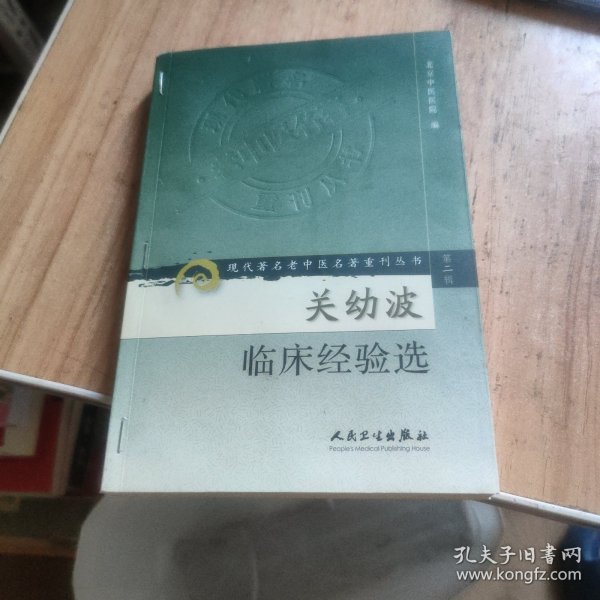 北京中医医院 编
现代著名老中医名著重刊丛书
第二辑
关幼波
临床经验选
人民卫生出版社
People's Medical Publishing House
孔夫子旧书网
www.kongfz.com